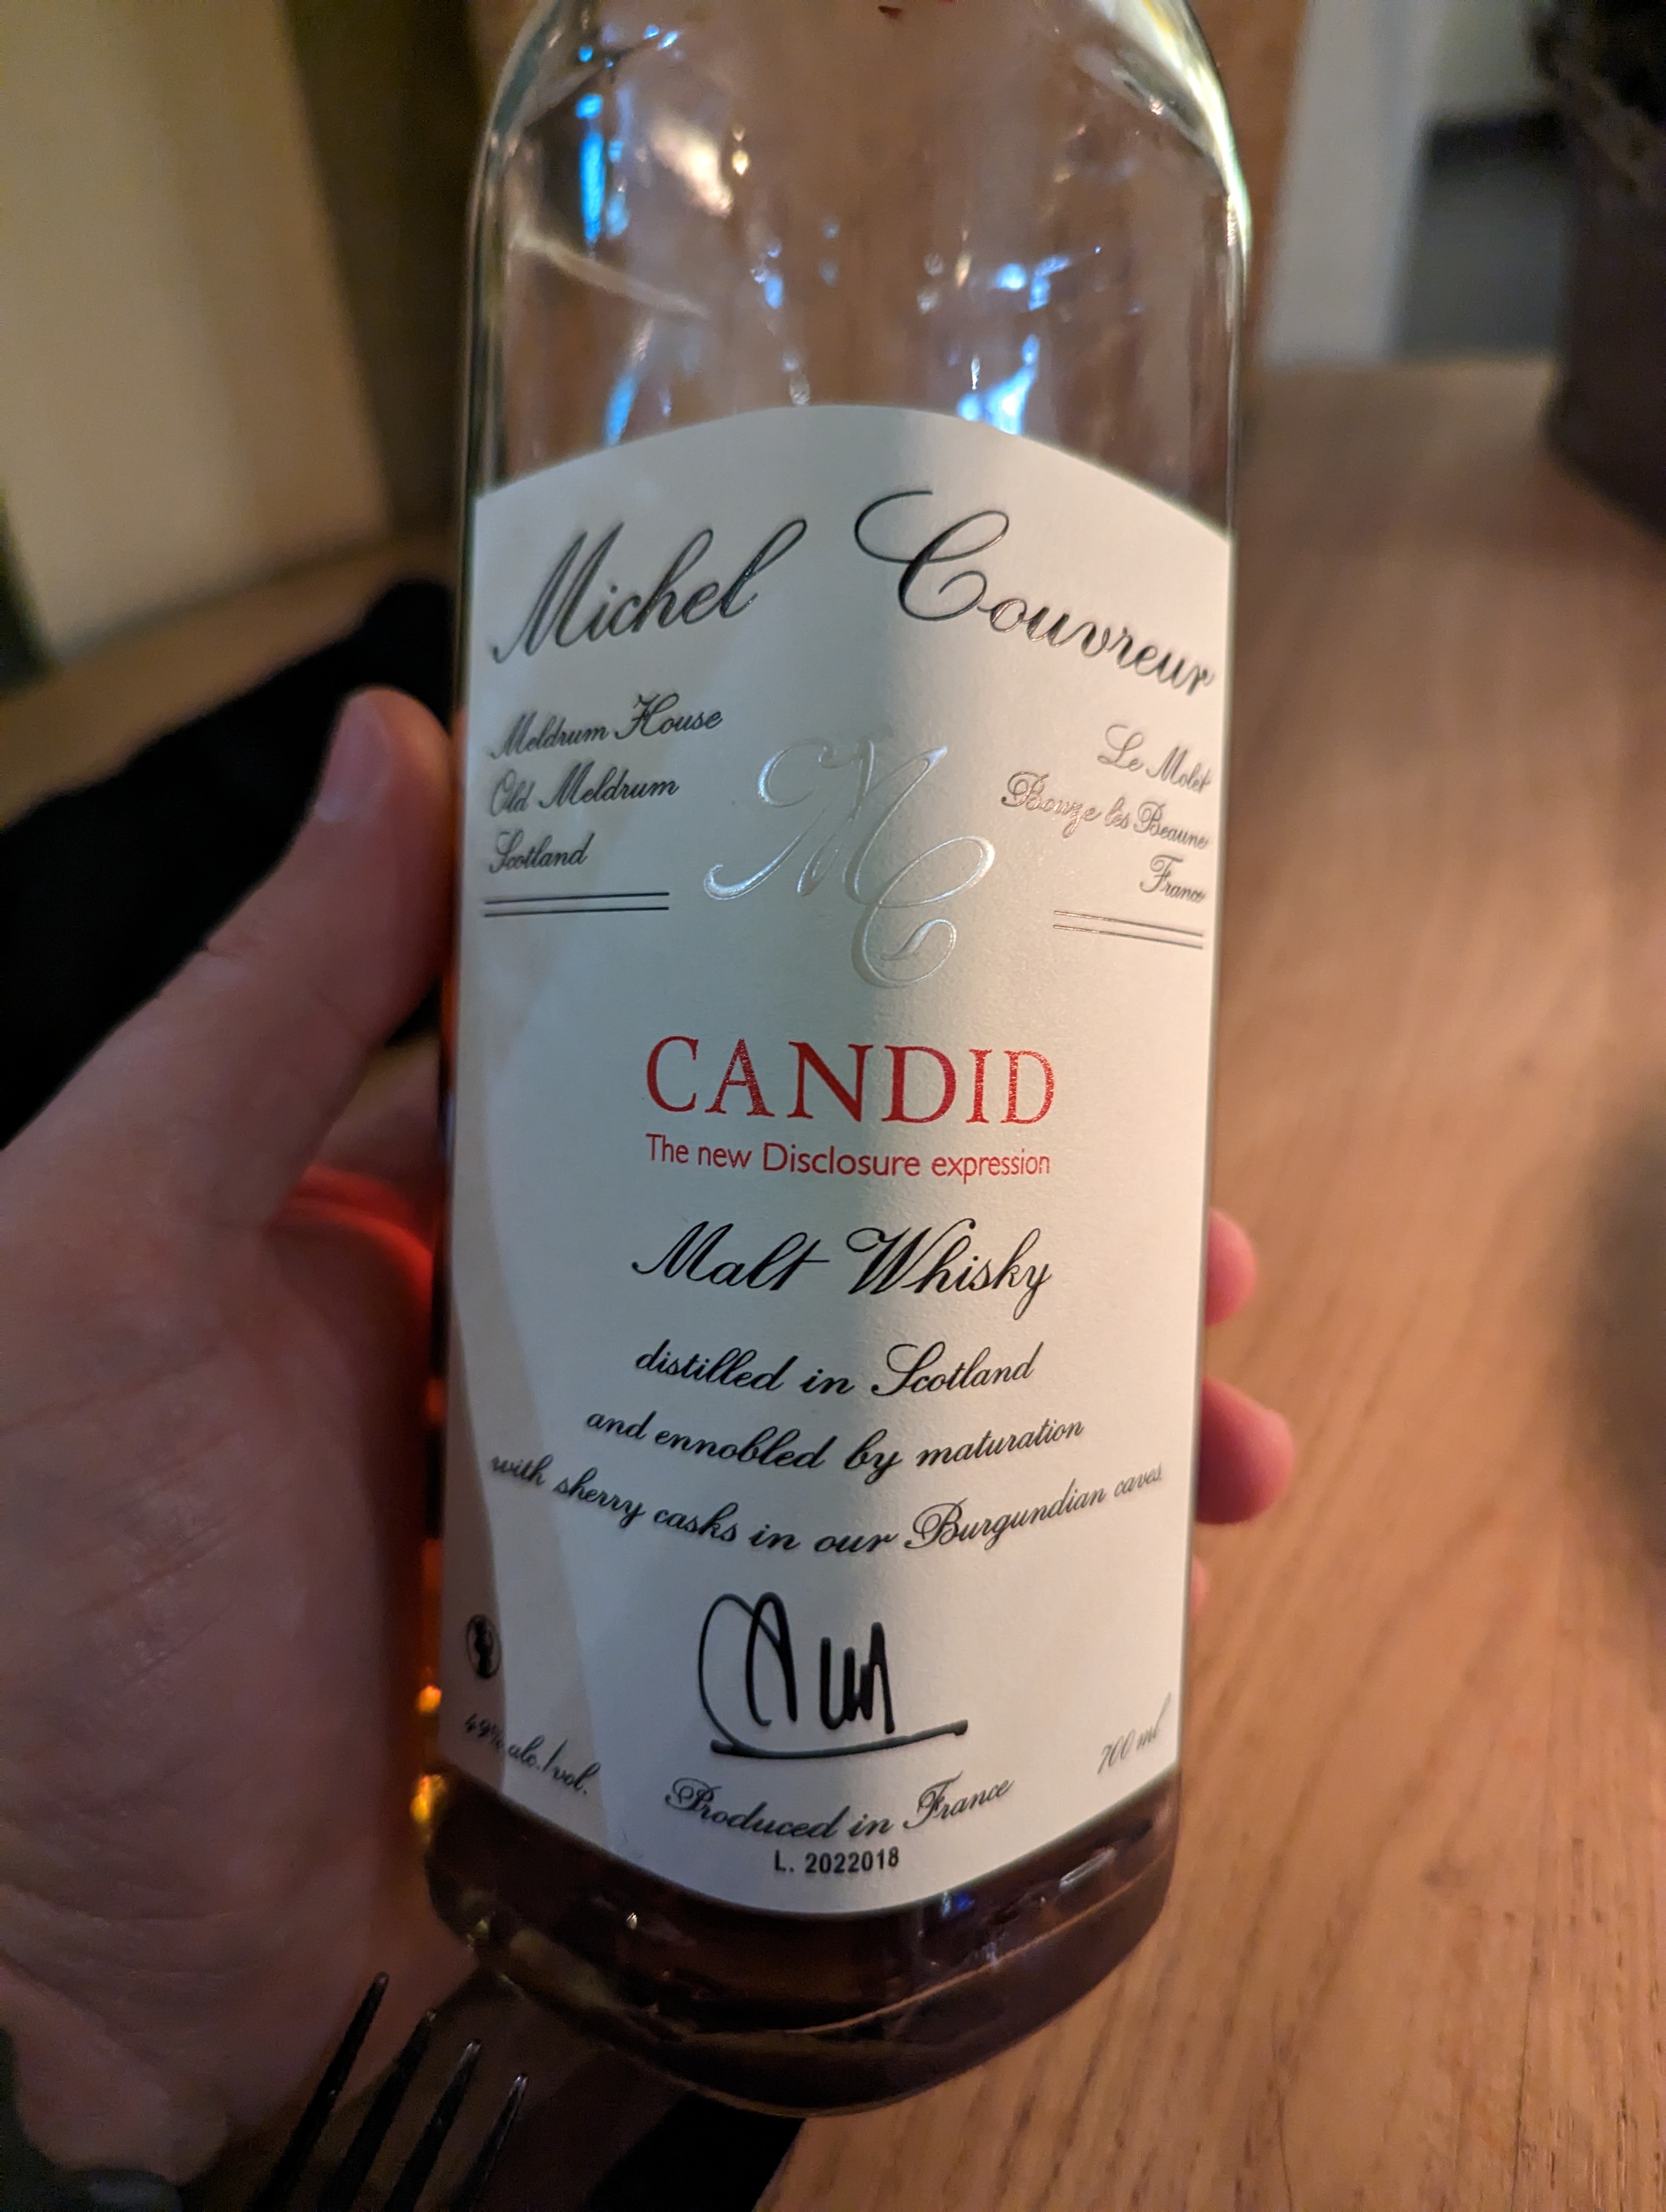 Michel Couvreur
Meldrum House
Old Meldrum
Scotland
Le Molet
Bouze lès Beaune
France
MC
CANDID
The new Disclosure expression
Malt Whisky
distilled in Scotland
and ennobled by maturation
with sherry casks in our Burgundian caves
49% alc./vol.
700 ml
Produced in France
L. 2022018